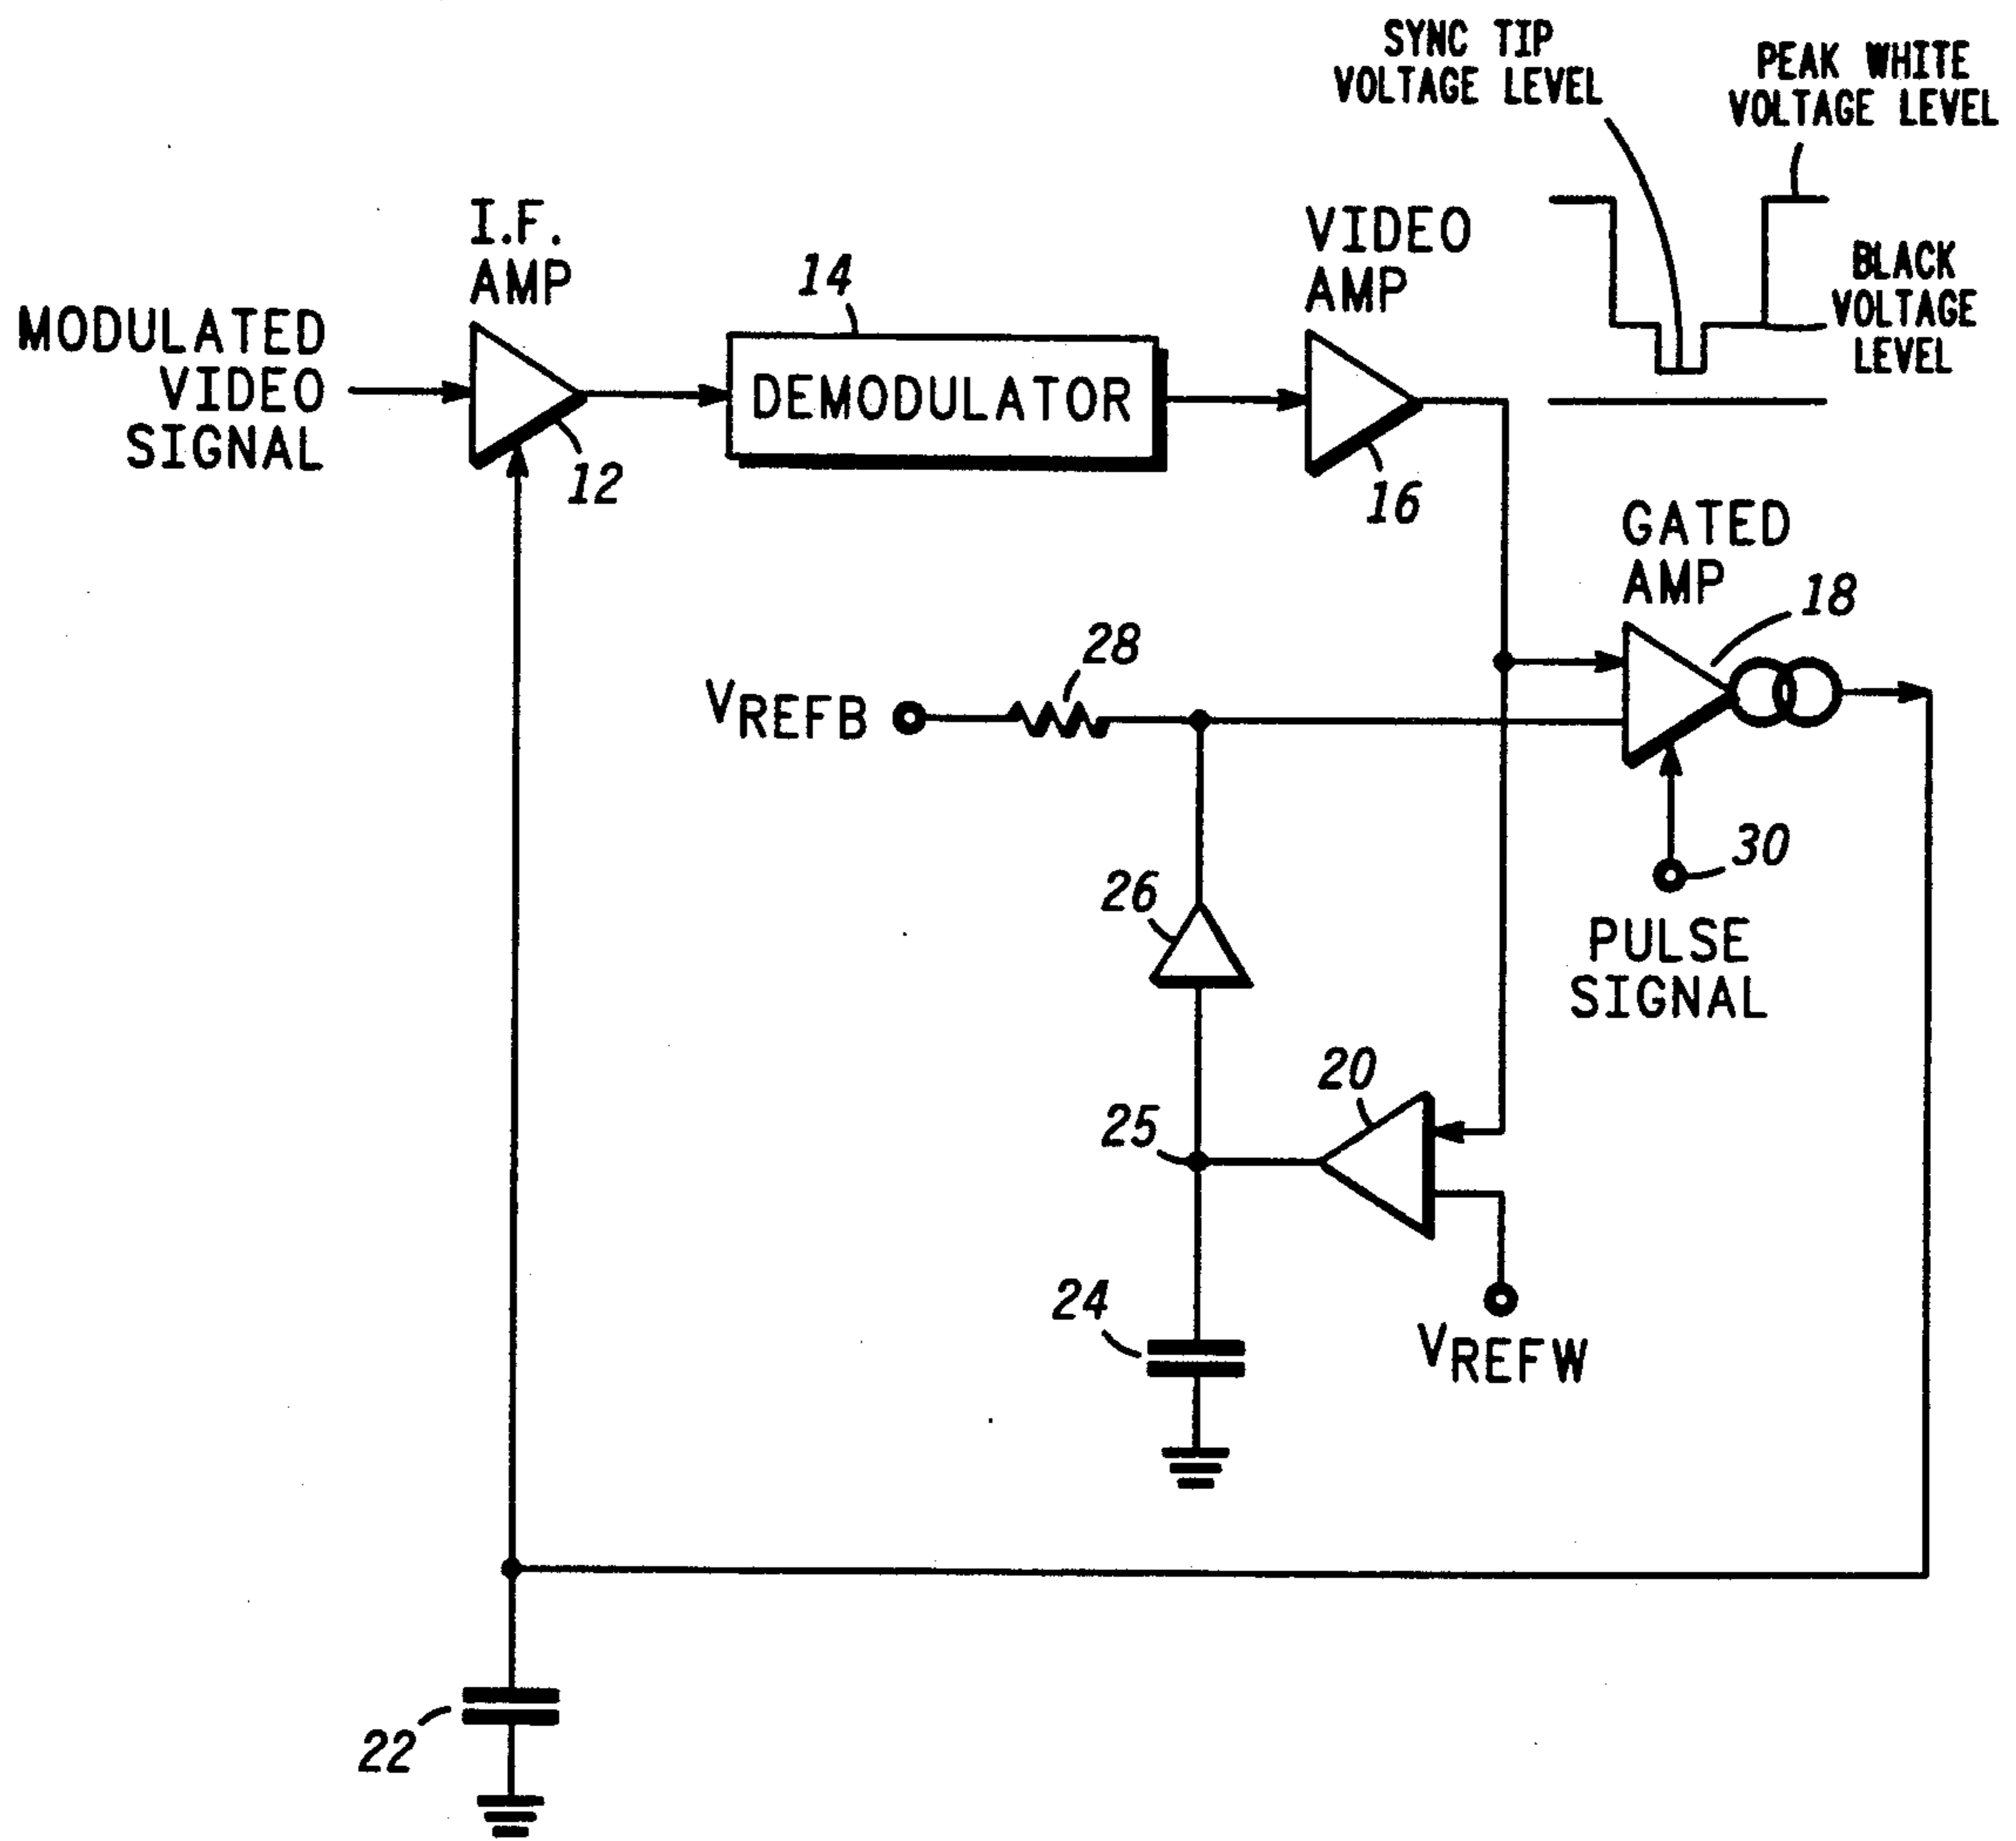 SYNC TIP
VOLTAGE LEVEL
PEAK WHITE
VOLTAGE LEVEL
BLACK
VOLTAGE
LEVEL
I.F.
AMP
14
VIDEO
AMP
MODULATED
VIDEO
SIGNAL
DEMODULATOR
12
16
GATED
AMP
18
28
VREFB
26
30
PULSE
SIGNAL
20
25
24
VREFW
22